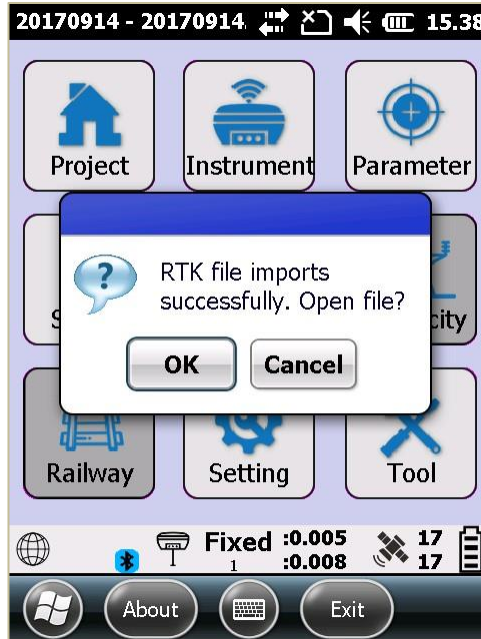 20170914 - 20170914. 15.38
Project Instrument Parameter
?
RTK file imports
successfully. Open file?
OK Cancel
S city
Railway Setting Tool
Fixed :0.005 17
1 :0.008 17
About Exit